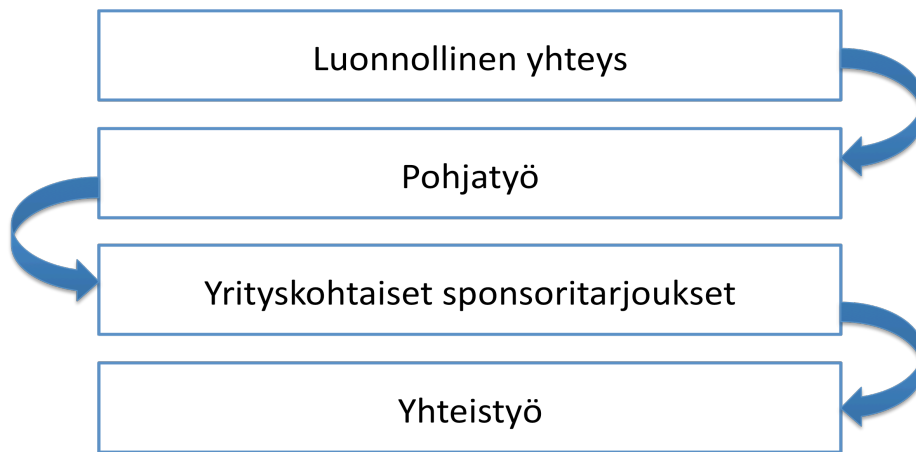 Luonnollinen yhteys
Pohjatyö
Yrityskohtaiset sponsoritarjoukset
Yhteistyö